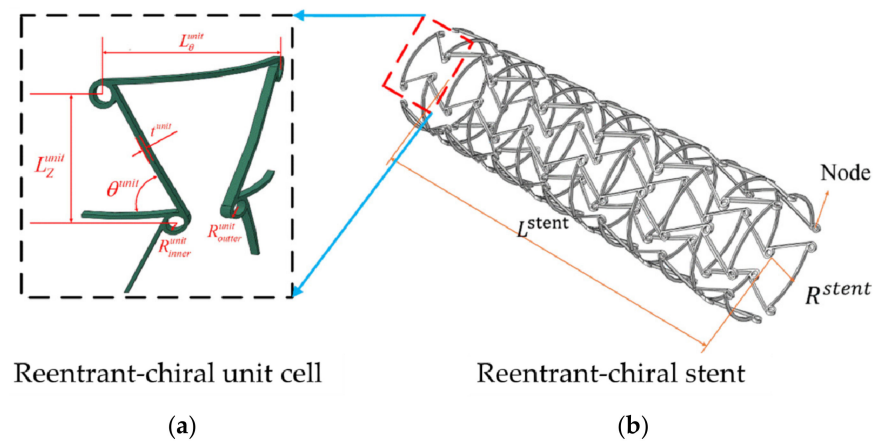 L_θ^unit
t^unit
L_Z^unit
θ^unit
R_inner^unit
R_outter^unit
Node
L^stent
R^stent
Reentrant-chiral unit cell
Reentrant-chiral stent
(a)
(b)